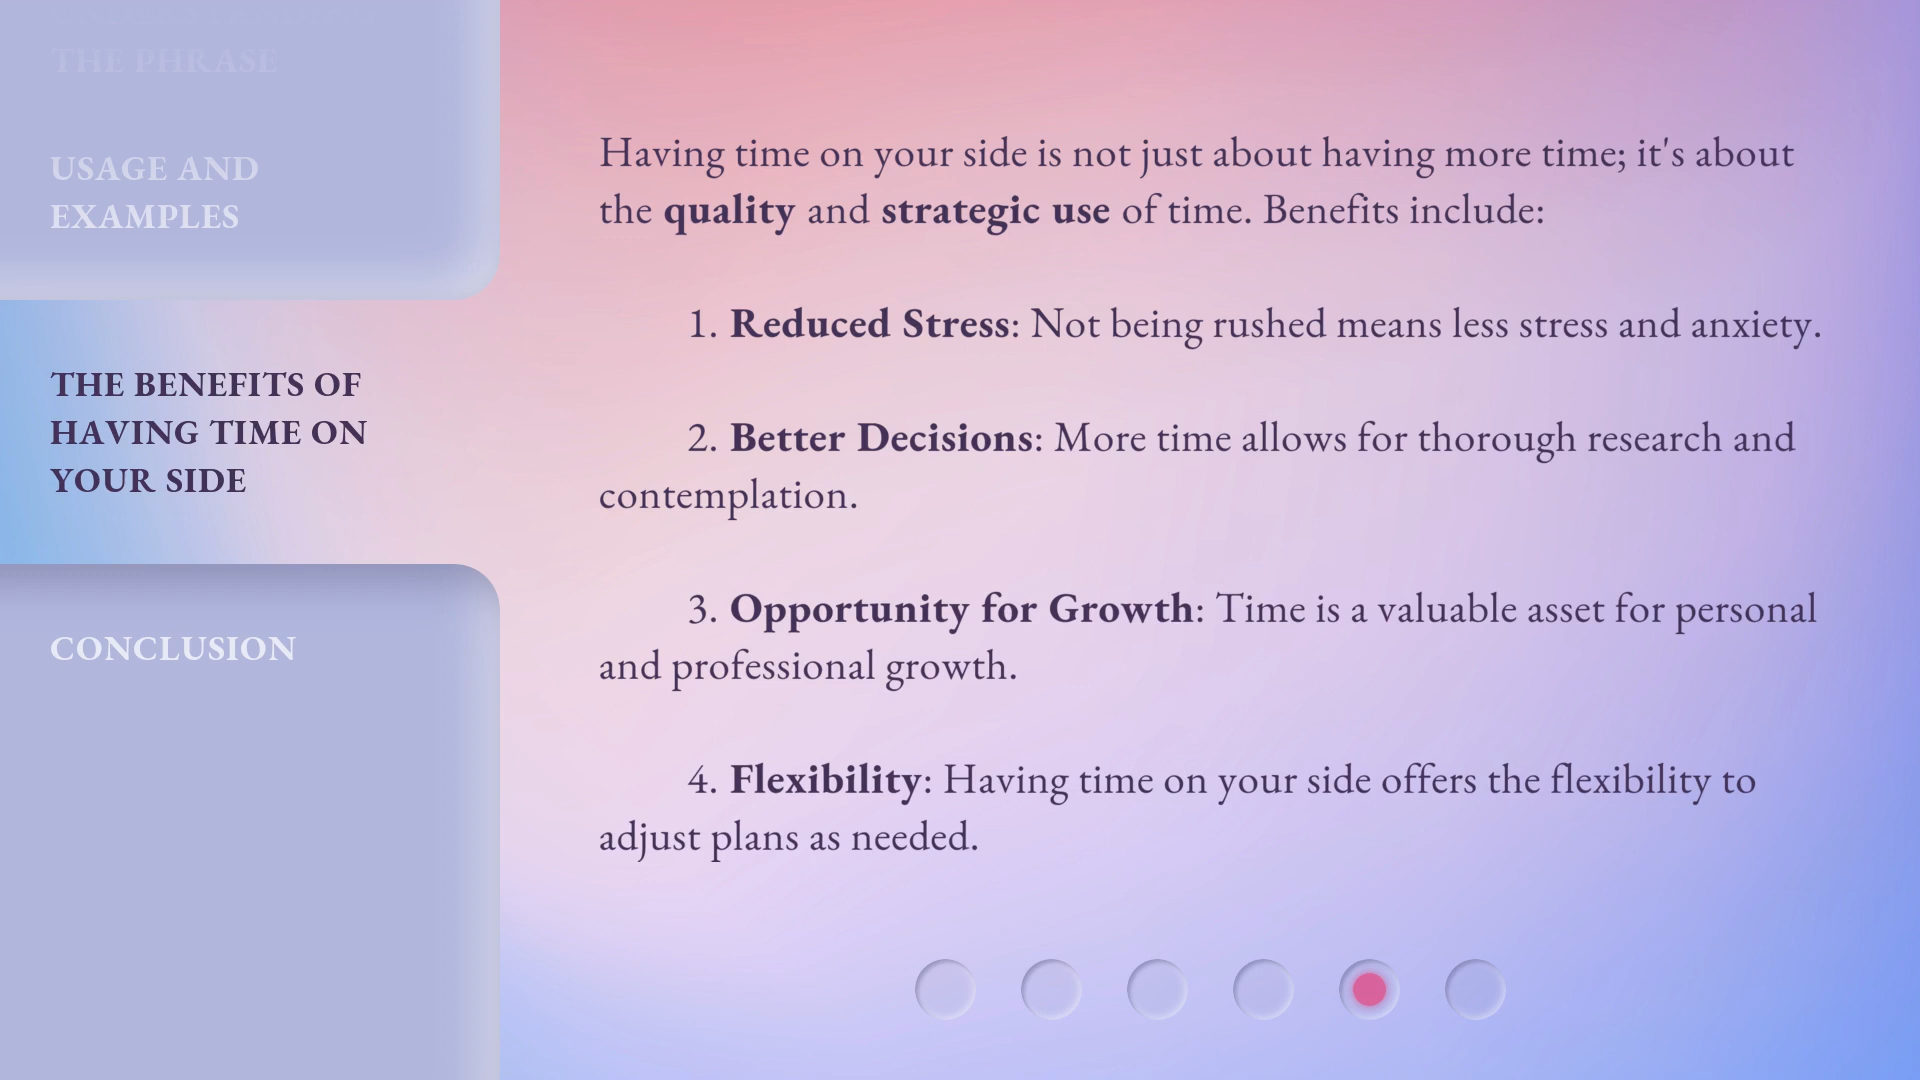 THE PHRASE
USAGE AND
EXAMPLES
THE BENEFITS OF
HAVING TIME ON
YOUR SIDE
CONCLUSION
Having time on your side is not just about having more time; it's about
the quality and strategic use of time. Benefits include:
1. Reduced Stress: Not being rushed means less stress and anxiety.
2. Better Decisions: More time allows for thorough research and
contemplation.
3. Opportunity for Growth: Time is a valuable asset for personal
and professional growth.
4. Flexibility: Having time on your side offers the flexibility to
adjust plans as needed.